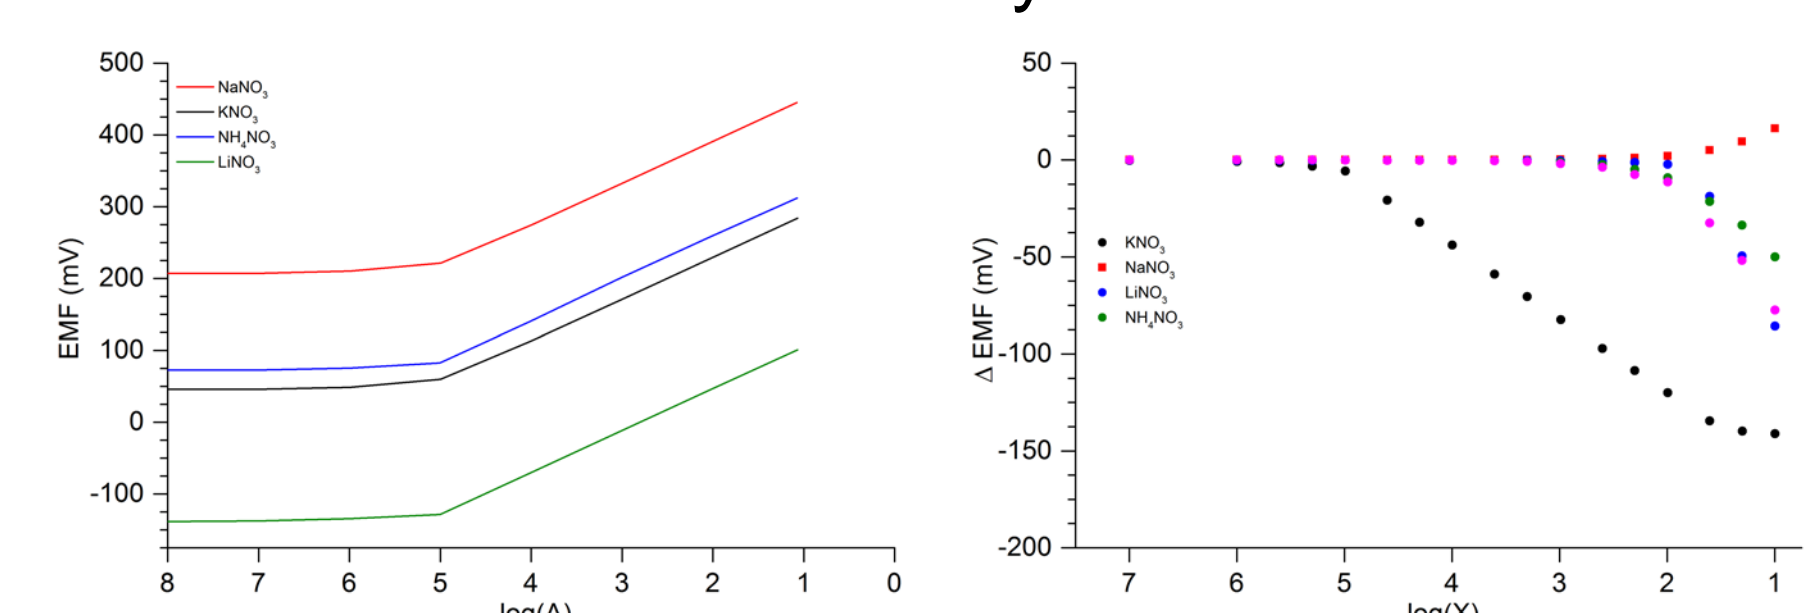 y
500
400
300
200
100
0
-100
EMF (mV)
NaNO3
KNO3
NH4NO3
LiNO3
8 7 6 5 4 3 2 1 0
log(A)
50
0
-50
-100
-150
-200
Δ EMF (mV)
KNO3
NaNO3
LiNO3
NH4NO3
7 6 5 4 3 2 1
log(X)